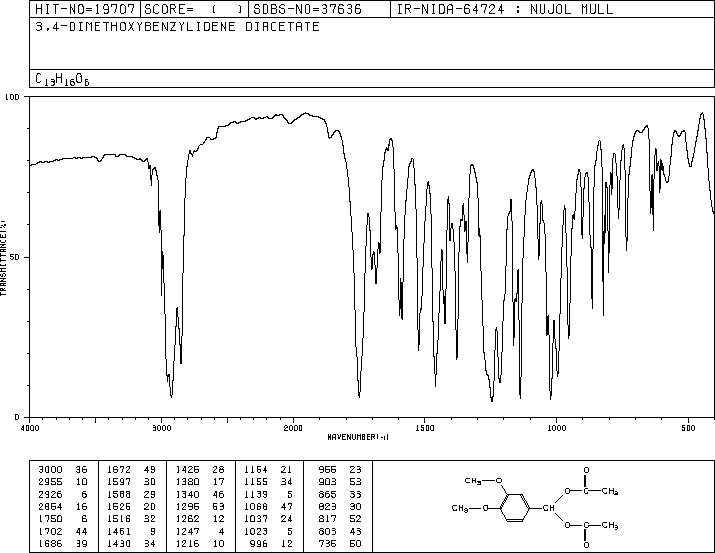 HIT-NO=19707 SCORE= ( ) SDBS-NO=37636 IR-NIDA-64724 : NUJOL MULL
3,4-DIMETHOXYBENZYLIDENE DIACETATE
C13H16O6
100
50
0
TRANSMITTANCE(%)
4000 3000 2000 1500 1000 500
WAVENUMBER(-1)
3000 36 1672 49 1426 28 1164 21 966 23
2955 10 1597 30 1380 17 1155 34 903 53
2926 6 1588 29 1340 46 1139 5 865 33
2854 16 1526 20 1295 53 1068 47 823 30
1750 6 1516 32 1262 12 1037 24 817 52
1702 44 1461 9 1247 4 1023 5 803 43
1686 39 1430 34 1216 10 996 12 736 50
O
CH3—O O—C—CH3
CH3—O CH
O—C—CH3
O